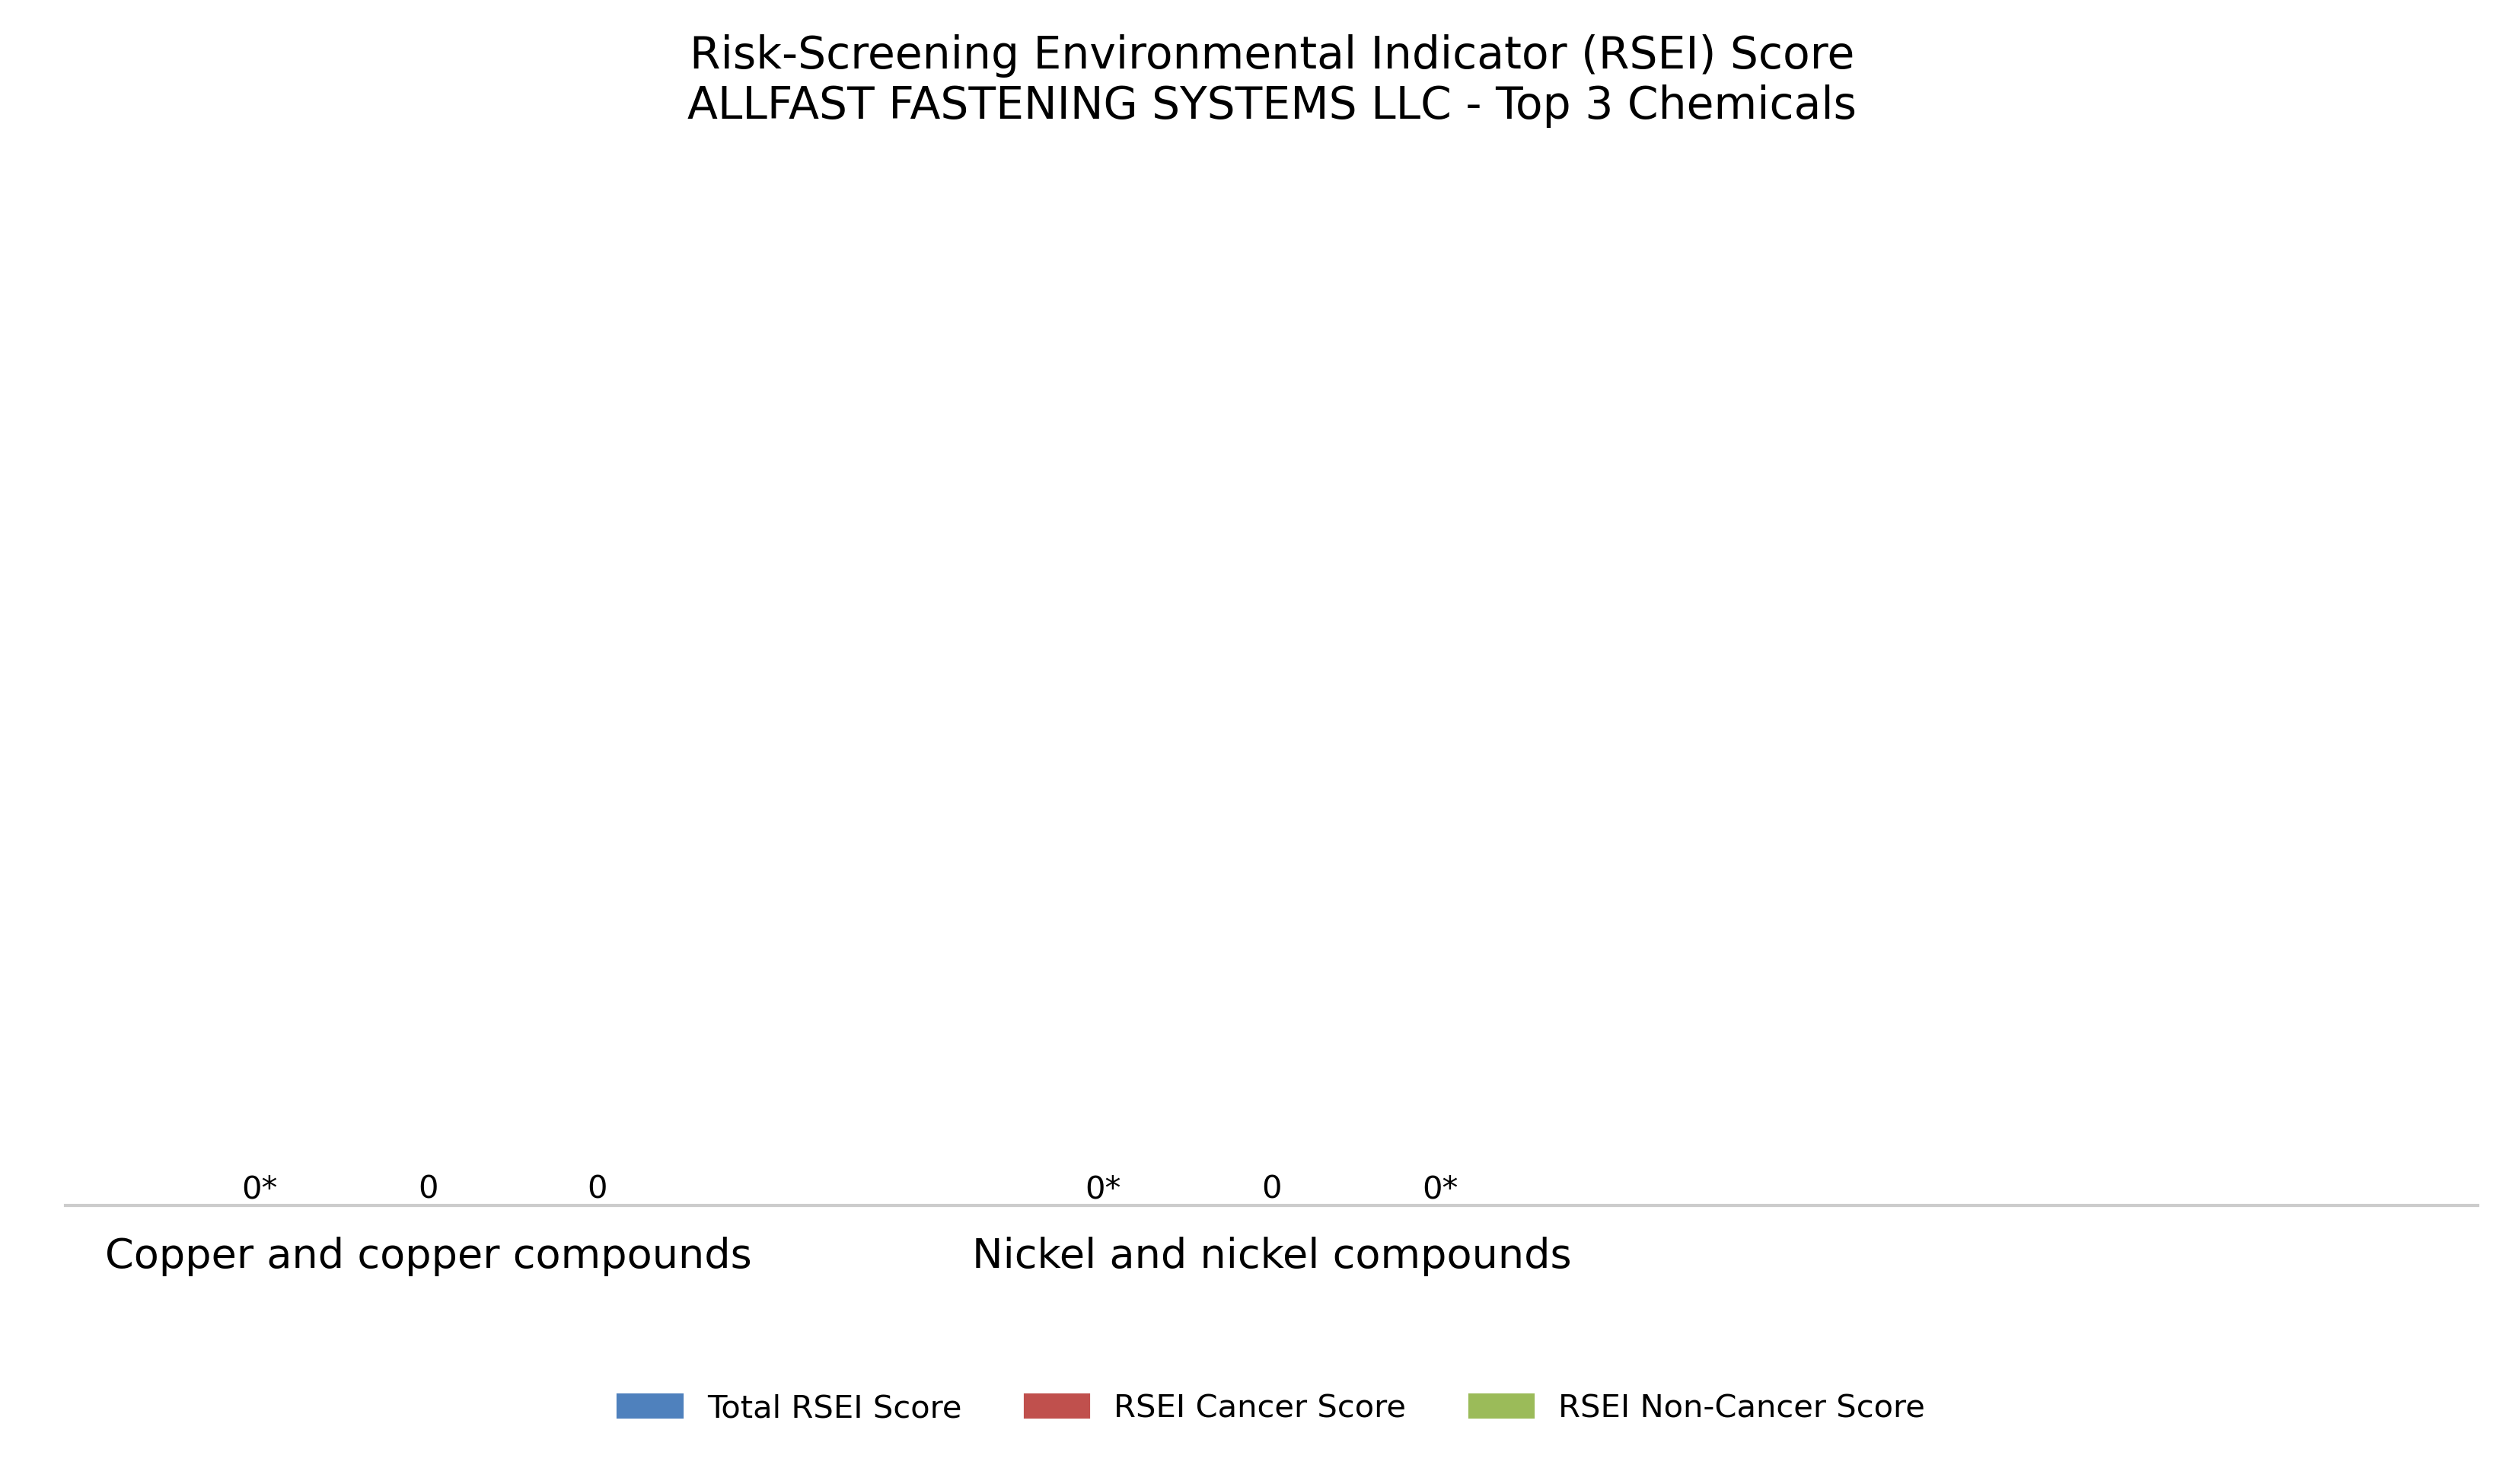 Risk-Screening Environmental Indicator (RSEI) Score
ALLFAST FASTENING SYSTEMS LLC - Top 3 Chemicals
0* 0 0 0* 0 0*
Copper and copper compounds Nickel and nickel compounds
Total RSEI Score RSEI Cancer Score RSEI Non-Cancer Score